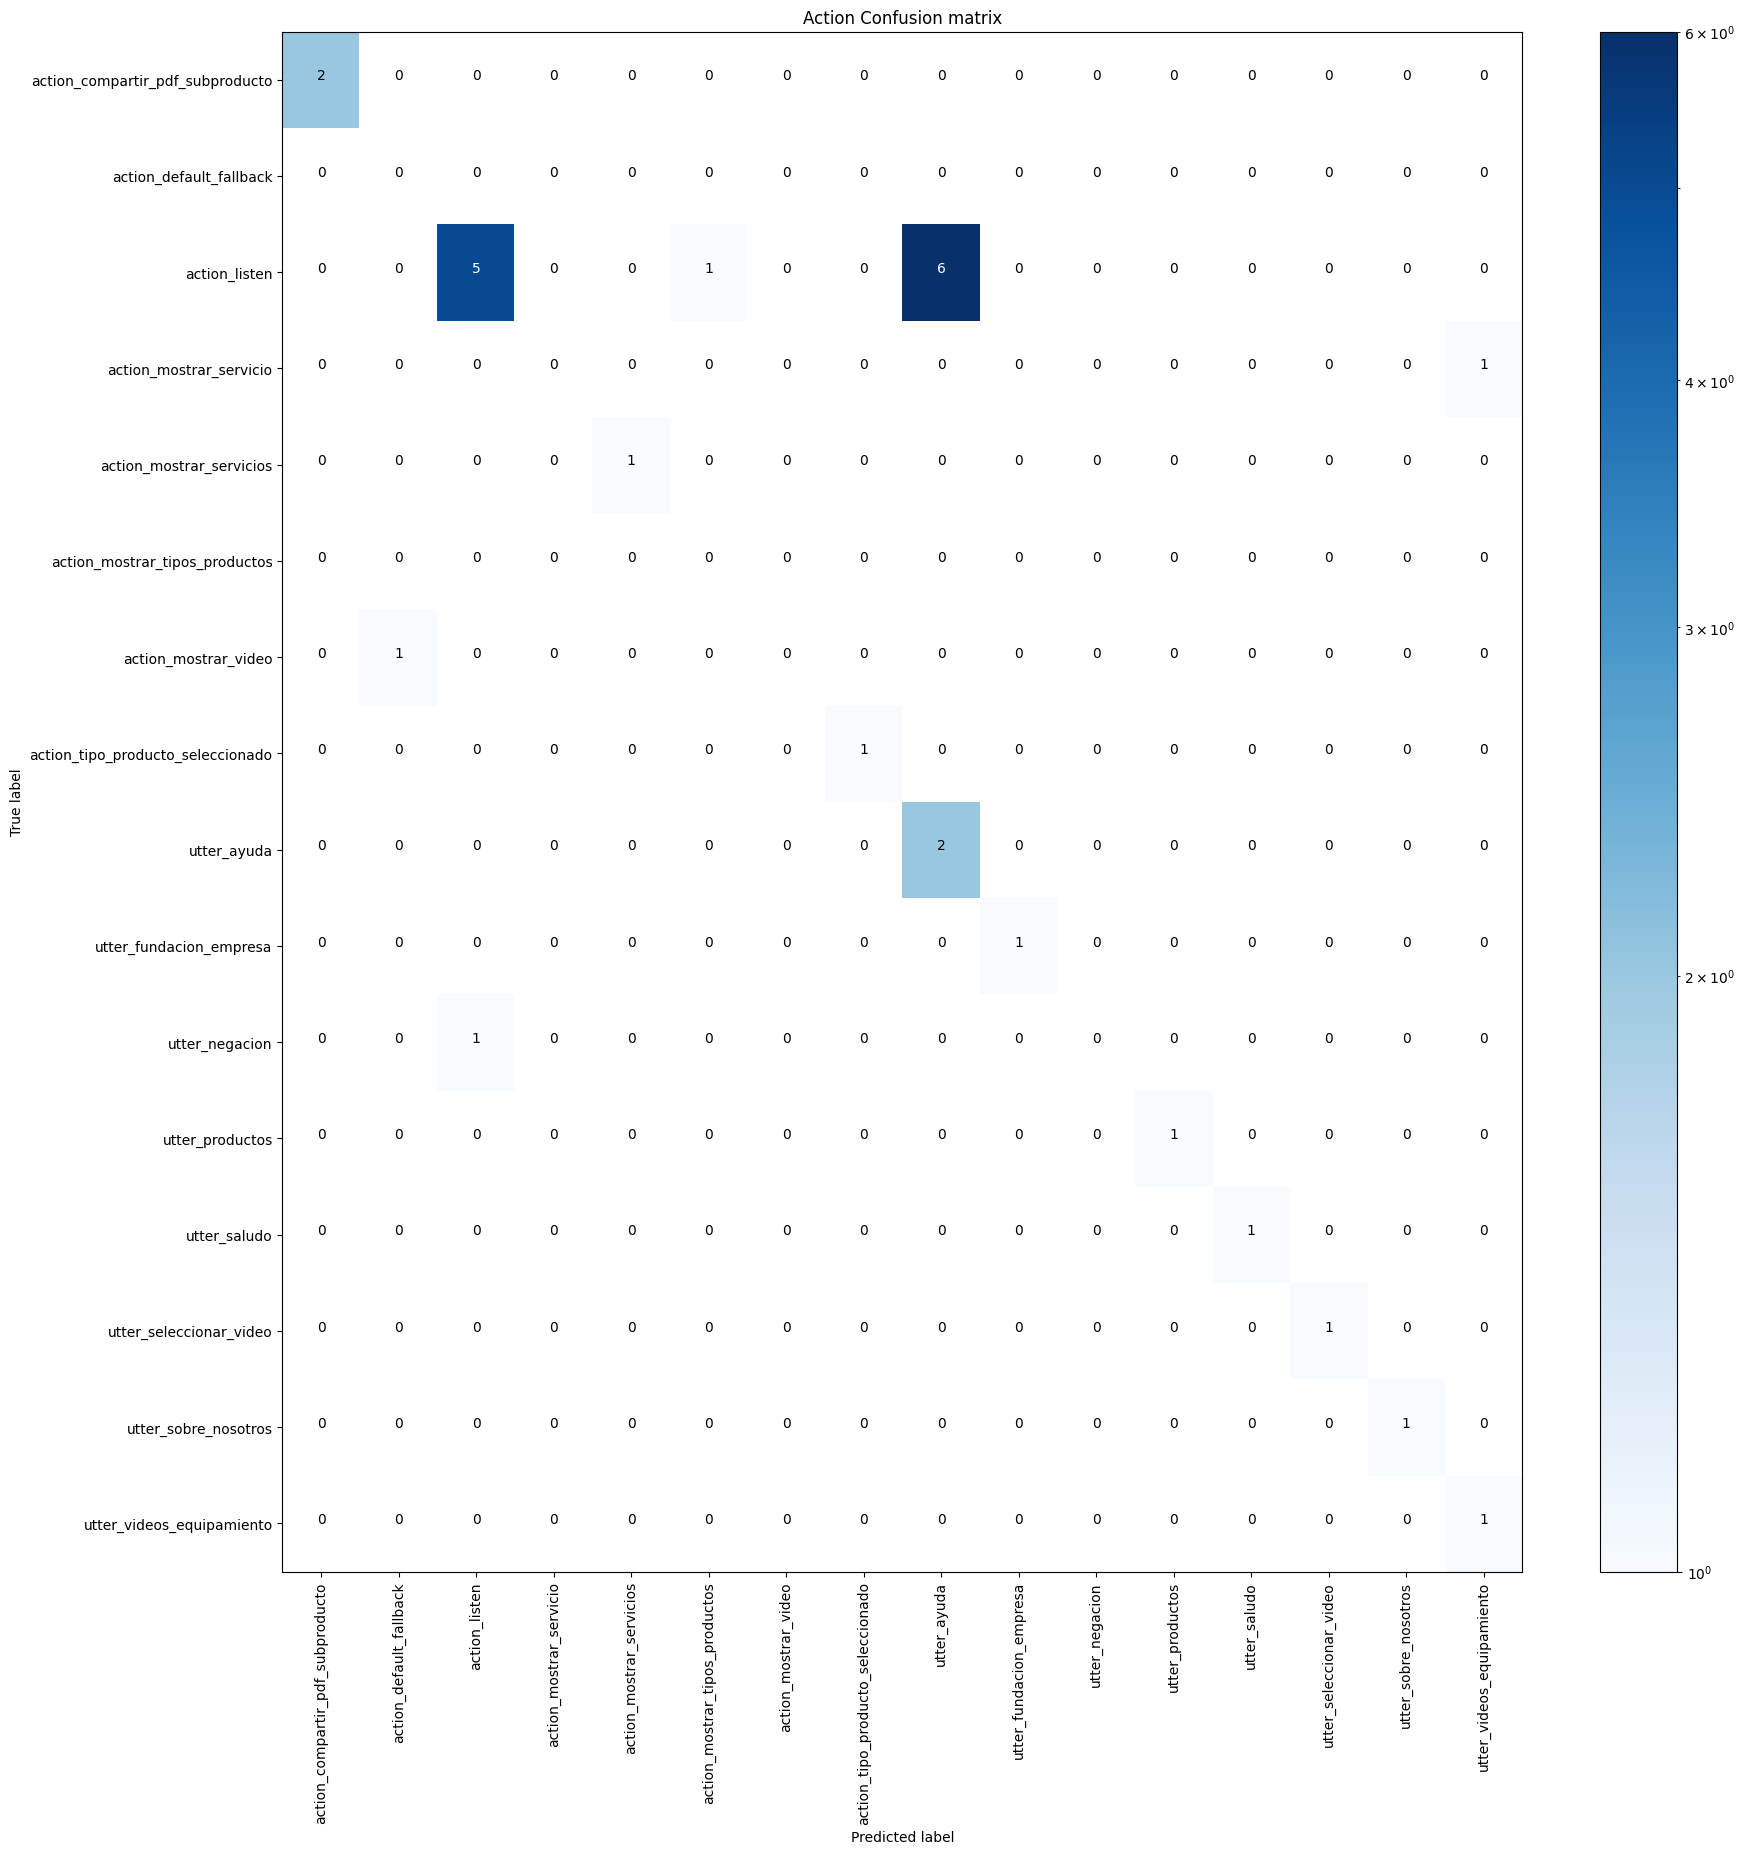 Action Confusion matrix
action_compartir_pdf_subproducto 2 0 0 0 0 0 0 0 0 0 0 0 0 0 0 0
action_default_fallback 0 0 0 0 0 0 0 0 0 0 0 0 0 0 0 0
action_listen 0 0 5 0 0 1 0 0 6 0 0 0 0 0 0 0
action_mostrar_servicio 0 0 0 0 0 0 0 0 0 0 0 0 0 0 0 1
action_mostrar_servicios 0 0 0 0 1 0 0 0 0 0 0 0 0 0 0 0
action_mostrar_tipos_productos 0 0 0 0 0 0 0 0 0 0 0 0 0 0 0 0
action_mostrar_video 0 1 0 0 0 0 0 0 0 0 0 0 0 0 0 0
action_tipo_producto_seleccionado 0 0 0 0 0 0 0 1 0 0 0 0 0 0 0 0
utter_ayuda 0 0 0 0 0 0 0 0 2 0 0 0 0 0 0 0
utter_fundacion_empresa 0 0 0 0 0 0 0 0 0 1 0 0 0 0 0 0
utter_negacion 0 0 1 0 0 0 0 0 0 0 0 0 0 0 0 0
utter_productos 0 0 0 0 0 0 0 0 0 0 0 1 0 0 0 0
utter_saludo 0 0 0 0 0 0 0 0 0 0 0 0 1 0 0 0
utter_seleccionar_video 0 0 0 0 0 0 0 0 0 0 0 0 0 1 0 0
utter_sobre_nosotros 0 0 0 0 0 0 0 0 0 0 0 0 0 0 1 0
utter_videos_equipamiento 0 0 0 0 0 0 0 0 0 0 0 0 0 0 0 1
True label
action_compartir_pdf_subproducto
action_default_fallback
action_listen
action_mostrar_servicio
action_mostrar_servicios
action_mostrar_tipos_productos
action_mostrar_video
action_tipo_producto_seleccionado
utter_ayuda
utter_fundacion_empresa
utter_negacion
utter_productos
utter_saludo
utter_seleccionar_video
utter_sobre_nosotros
utter_videos_equipamiento
Predicted label
6 × 10⁰
4 × 10⁰
3 × 10⁰
2 × 10⁰
10⁰